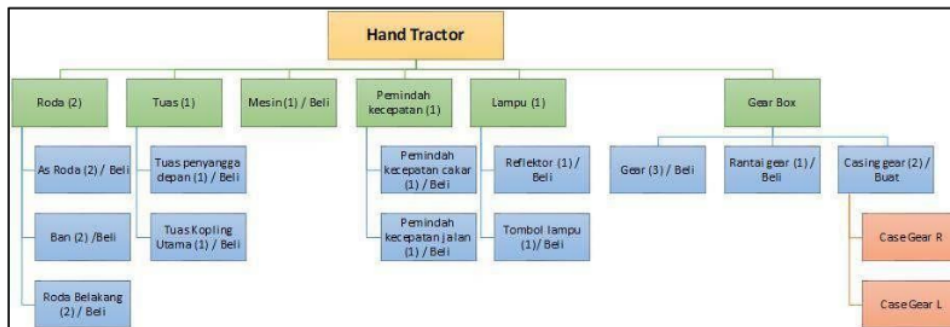 Hand Tractor
Roda (2)
Tuas (1)
Mesin (1) / Beli
Pemindah
kecepatan (1)
Lampu (1)
Gear Box
As Roda (2) / Beli
Ban (2) /Beli
Roda Belakang
(2) / Beli
Tuas penyangga
depan (1) / Beli
Tuas Kopling
Utama (1) / Beli
Pemindah
kecepatan cakar
(1) / Beli
Pemindah
kecepatan jalan
(1) / Beli
Reflektor (1) /
Beli
Tombol lampu
(1)/ Beli
Gear (3) / Beli
Rantai gear (1) /
Beli
Casing gear (2) /
Buat
Case Gear R
Case Gear L